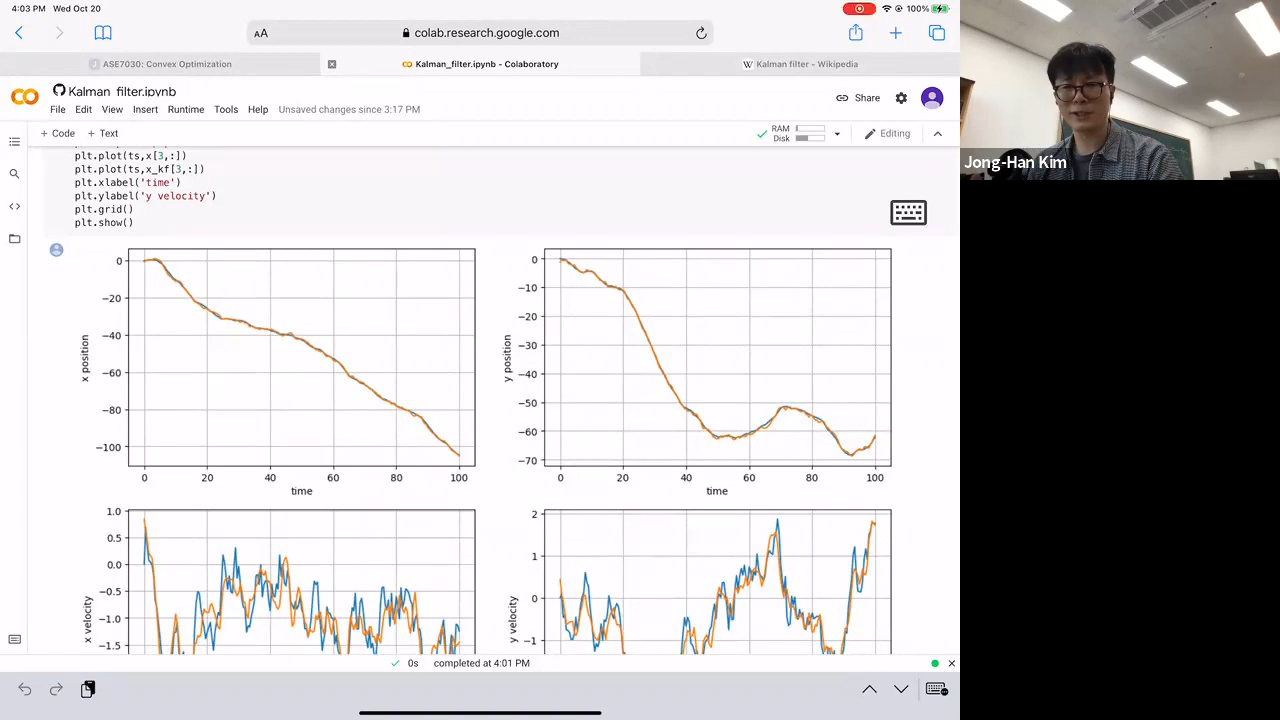 4:03 PM Wed Oct 20
100%
AA
colab.research.google.com
ASE7030: Convex Optimization
Kalman_filter.ipynb - Colaboratory
Kalman filter - Wikipedia
Kalman_filter.ipynb
Share
File Edit View Insert Runtime Tools Help Unsaved changes since 3:17 PM
+ Code + Text
RAM
Disk
Editing
plt.plot(ts,x[3,:])
plt.plot(ts,x_kf[3,:])
plt.xlabel('time')
plt.ylabel('y velocity')
plt.grid()
plt.show()
0
−20
−40
−60
−80
−100
x position
0 20 40 60 80 100
time
0
−10
−20
−30
−40
−50
−60
−70
y position
0 20 40 60 80 100
time
1.0
0.5
0.0
−0.5
−1.0
−1.5
x velocity
2
1
0
−1
y velocity
0s completed at 4:01 PM
Jong-Han Kim